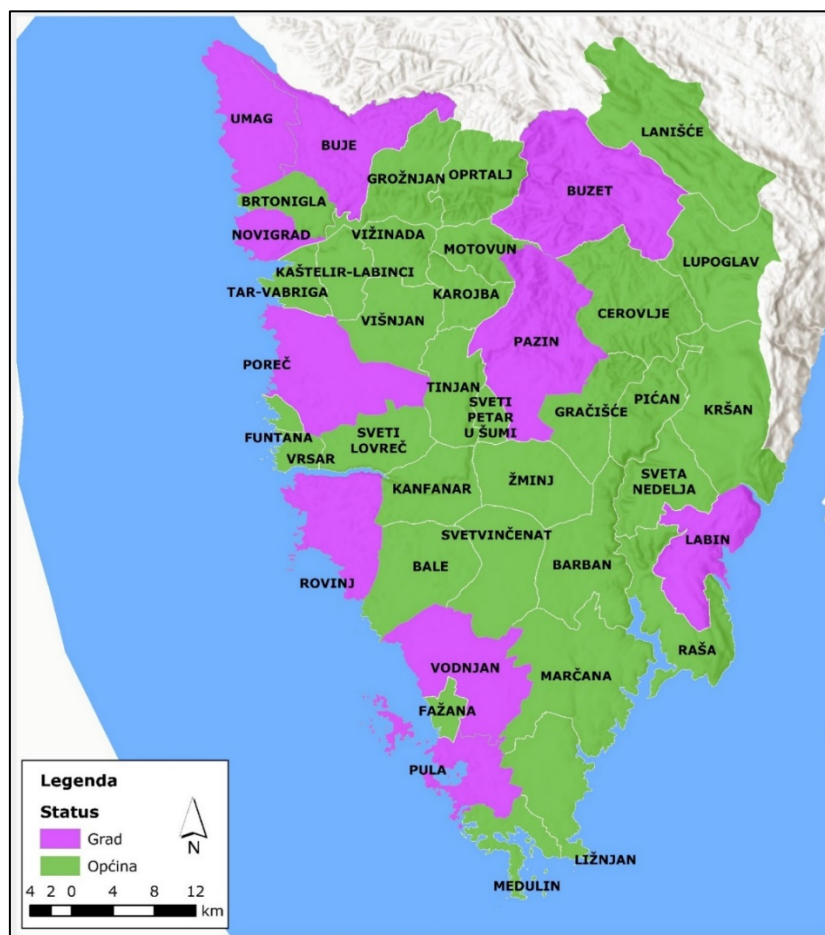 UMAG
BUJE
LANIŠĆE
GROŽNJAN
OPRTALJ
BUZET
BRTONIGLA
NOVIGRAD
VIŽINADA
MOTOVUN
LUPOGLAV
KAŠTELIR-LABINCI
TAR-VABRIGA
KAROJBA
CEROVLJE
VIŠNJAN
PAZIN
POREČ
TINJAN
SVETI
PETAR
U ŠUMI
GRAČIŠĆE
PIĆAN
KRŠAN
FUNTANA
SVETI
LOVREČ
VRSAR
KANFANAR
ŽMINJ
SVETA
NEDELJA
SVETVINČENAT
LABIN
ROVINJ
BALE
BARBAN
RAŠA
VODNJAN
MARČANA
FAŽANA
PULA
LIŽNJAN
MEDULIN
Legenda
Status
Grad
Općina
N
4 2 0 4 8 12
km